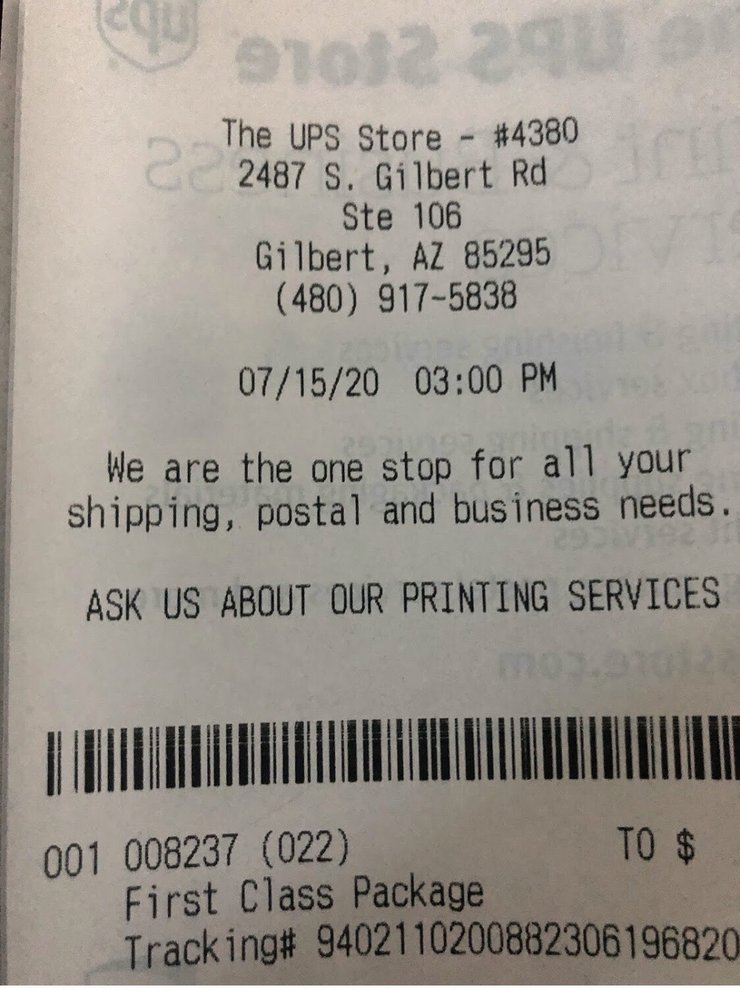 The UPS Store - #4380
2487 S. Gilbert Rd
Ste 106
Gilbert, AZ 85295
(480) 917-5838
07/15/20 03:00 PM
We are the one stop for all your
shipping, postal and business needs.
ASK US ABOUT OUR PRINTING SERVICES
001 008237 (022) TO $
First Class Package
Tracking# 9402110200882306196820